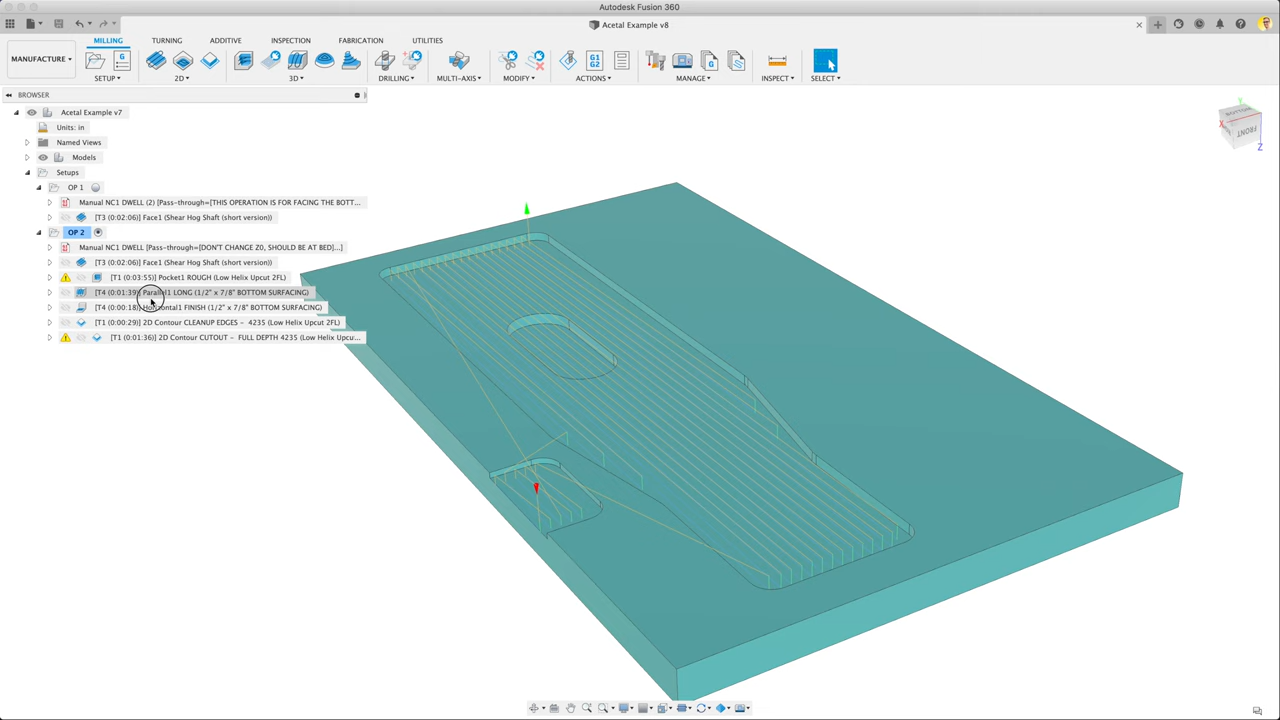 Autodesk Fusion 360
Acetal Example v8
MANUFACTURE
MILLING TURNING ADDITIVE INSPECTION FABRICATION UTILITIES
G
G1
G2
G
SETUP 2D 3D DRILLING MULTI-AXIS MODIFY ACTIONS MANAGE INSPECT SELECT
BROWSER
Acetal Example v7
Units: in
Named Views
Models
Setups
OP 1
Manual NC1 DWELL (2) [Pass-through=[THIS OPERATION IS FOR FACING THE BOTT...
[T3 (0:02:06)] Face1 (Shear Hog Shaft (short version))
OP 2
Manual NC1 DWELL [Pass-through=[DON'T CHANGE Z0, SHOULD BE AT BED]...]
[T3 (0:02:06)] Face1 (Shear Hog Shaft (short version))
[T1 (0:03:55)] Pocket1 ROUGH (Low Helix Upcut 2FL)
[T4 (0:01:39)] Parallel1 LONG (1/2" x 7/8" BOTTOM SURFACING)
[T4 (0:00:18)] Horizontal1 FINISH (1/2" x 7/8" BOTTOM SURFACING)
[T1 (0:00:29)] 2D Contour CLEANUP EDGES - 4235 (Low Helix Upcut 2FL)
[T1 (0:01:36)] 2D Contour CUTOUT - FULL DEPTH 4235 (Low Helix Upcu...
BOTTOM
FRONT
X
Y
Z